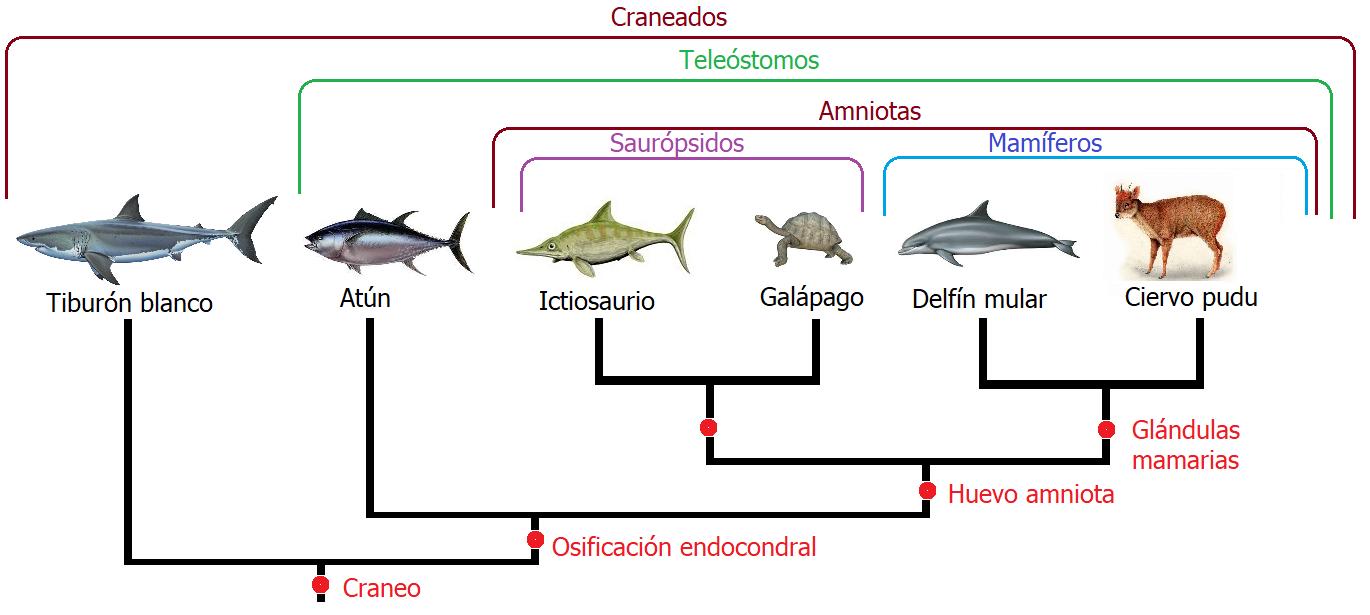 Craneados
Teleóstomos
Amniotas
Saurópsidos
Mamíferos
Tiburón blanco
Atún
Ictiosaurio
Galápago
Delfín mular
Ciervo pudu
Glándulas
mamarias
Huevo amniota
Osificación endocondral
Craneo